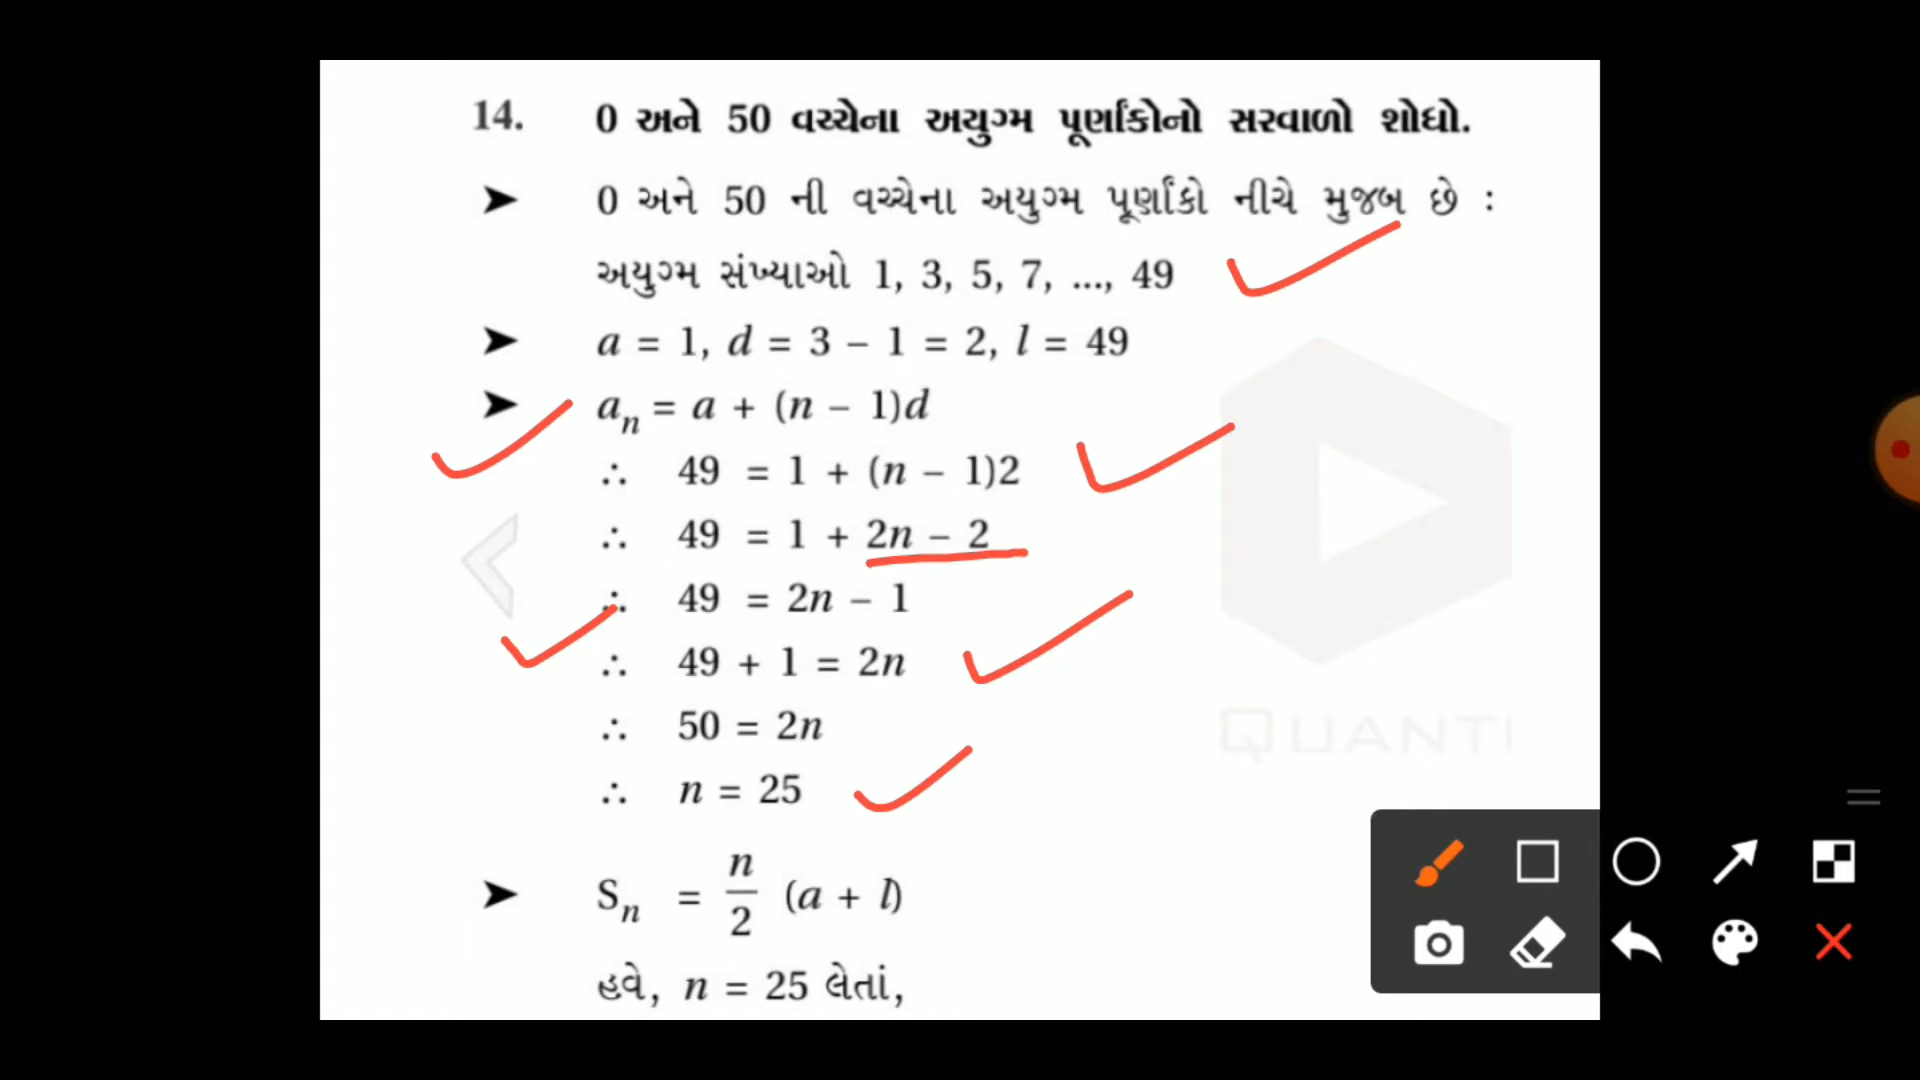 14. 0 અને 50 વચ્ચેના અયુગ્મ પૂર્ણાંકોનો સરવાળો શોધો.
➤ 0 અને 50 ની વચ્ચેના અયુગ્મ પૂર્ણાંકો નીચે મુજબ છે :
અયુગ્મ સંખ્યાઓ 1, 3, 5, 7, ..., 49
➤ a = 1, d = 3 – 1 = 2, l = 49
➤ aₙ = a + (n – 1)d
∴ 49 = 1 + (n – 1)2
∴ 49 = 1 + 2n – 2
∴ 49 = 2n – 1
∴ 49 + 1 = 2n
∴ 50 = 2n
∴ n = 25
➤ Sₙ = n/2 (a + l)
હવે, n = 25 લેતાં,
QUANTI